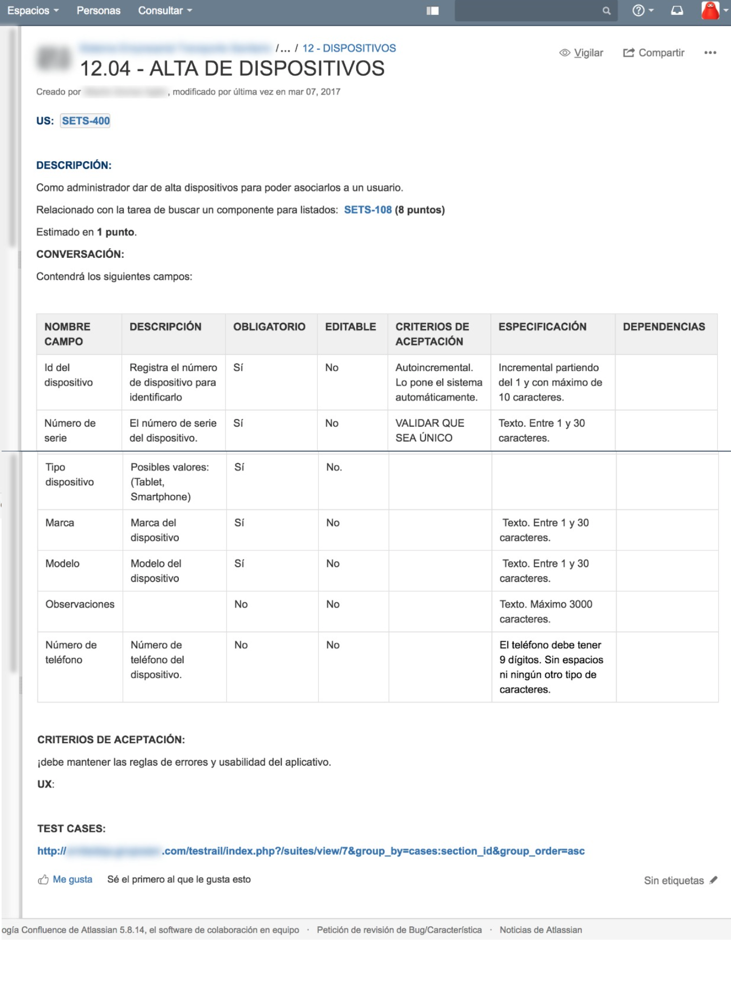 Espacios Personas Consultar
/ ... / 12 - DISPOSITIVOS
Vigilar Compartir
12.04 - ALTA DE DISPOSITIVOS
Creado por , modificado por última vez en mar 07, 2017
US: SETS-400
DESCRIPCIÓN:
Como administrador dar de alta dispositivos para poder asociarlos a un usuario.
Relacionado con la tarea de buscar un componente para listados: SETS-108 (8 puntos)
Estimado en 1 punto.
CONVERSACIÓN:
Contendrá los siguientes campos:
NOMBRE DESCRIPCIÓN OBLIGATORIO EDITABLE CRITERIOS DE ESPECIFICACIÓN DEPENDENCIAS
CAMPO ACEPTACIÓN
Id del Registra el número Sí No Autoincremental. Incremental partiendo
dispositivo de dispositivo para Lo pone el sistema del 1 y con máximo de
identificarlo automáticamente. 10 caracteres.
Número de El número de serie Sí No VALIDAR QUE Texto. Entre 1 y 30
serie del dispositivo. SEA ÚNICO caracteres.
Tipo Posibles valores: Sí No.
dispositivo (Tablet,
Smartphone)
Marca Marca del Sí No Texto. Entre 1 y 30
dispositivo caracteres.
Modelo Modelo del Sí No Texto. Entre 1 y 30
dispositivo caracteres.
Observaciones No No Texto. Máximo 3000
caracteres.
Número de Número de No No El teléfono debe tener
teléfono teléfono del 9 dígitos. Sin espacios
dispositivo. ni ningún otro tipo de
caracteres.
CRITERIOS DE ACEPTACIÓN:
¡debe mantener las reglas de errores y usabilidad del aplicativo.
UX:
TEST CASES:
http:// .com/testrail/index.php?/suites/view/7&group_by=cases:section_id&group_order=asc
Me gusta Sé el primero al que le gusta esto Sin etiquetas
ogía Confluence de Atlassian 5.8.14, el software de colaboración en equipo · Petición de revisión de Bug/Característica · Noticias de Atlassian